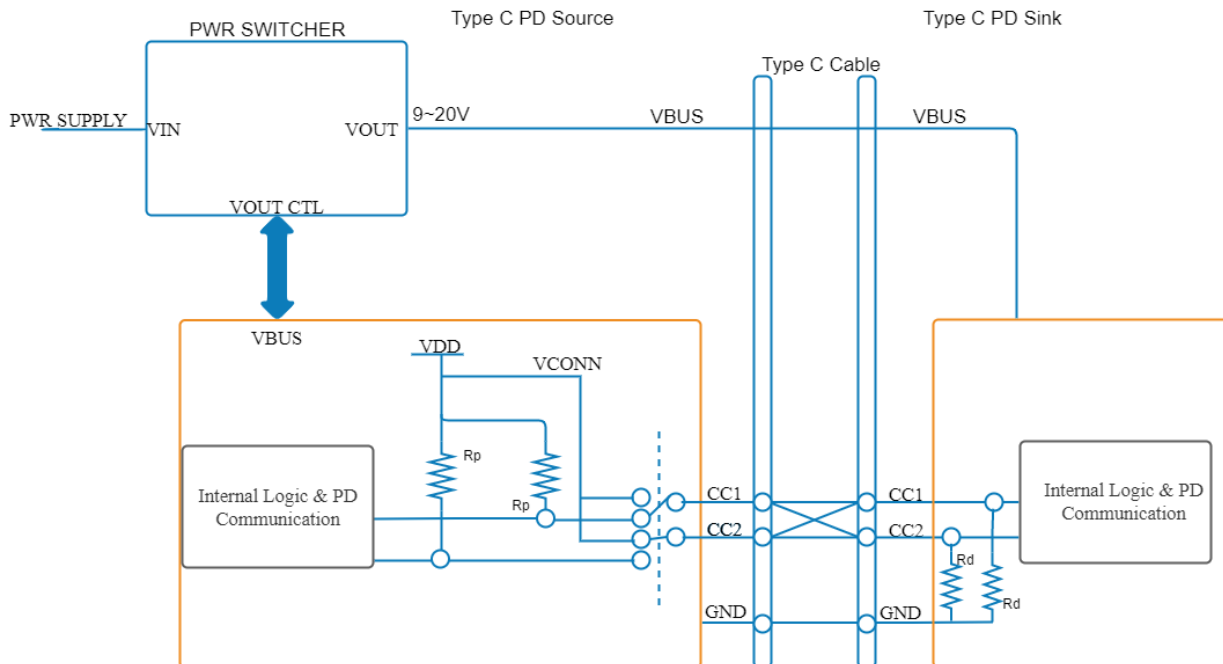 Type C PD Source
Type C PD Sink
PWR SWITCHER
Type C Cable
PWR_SUPPLY
VIN
VOUT
9~20V
VBUS
VBUS
VOUT CTL
VBUS
VDD
VCONN
Rp
Rp
Internal Logic & PD
Communication
CC1
CC2
GND
CC1
CC2
GND
Rd
Rd
Internal Logic & PD
Communication